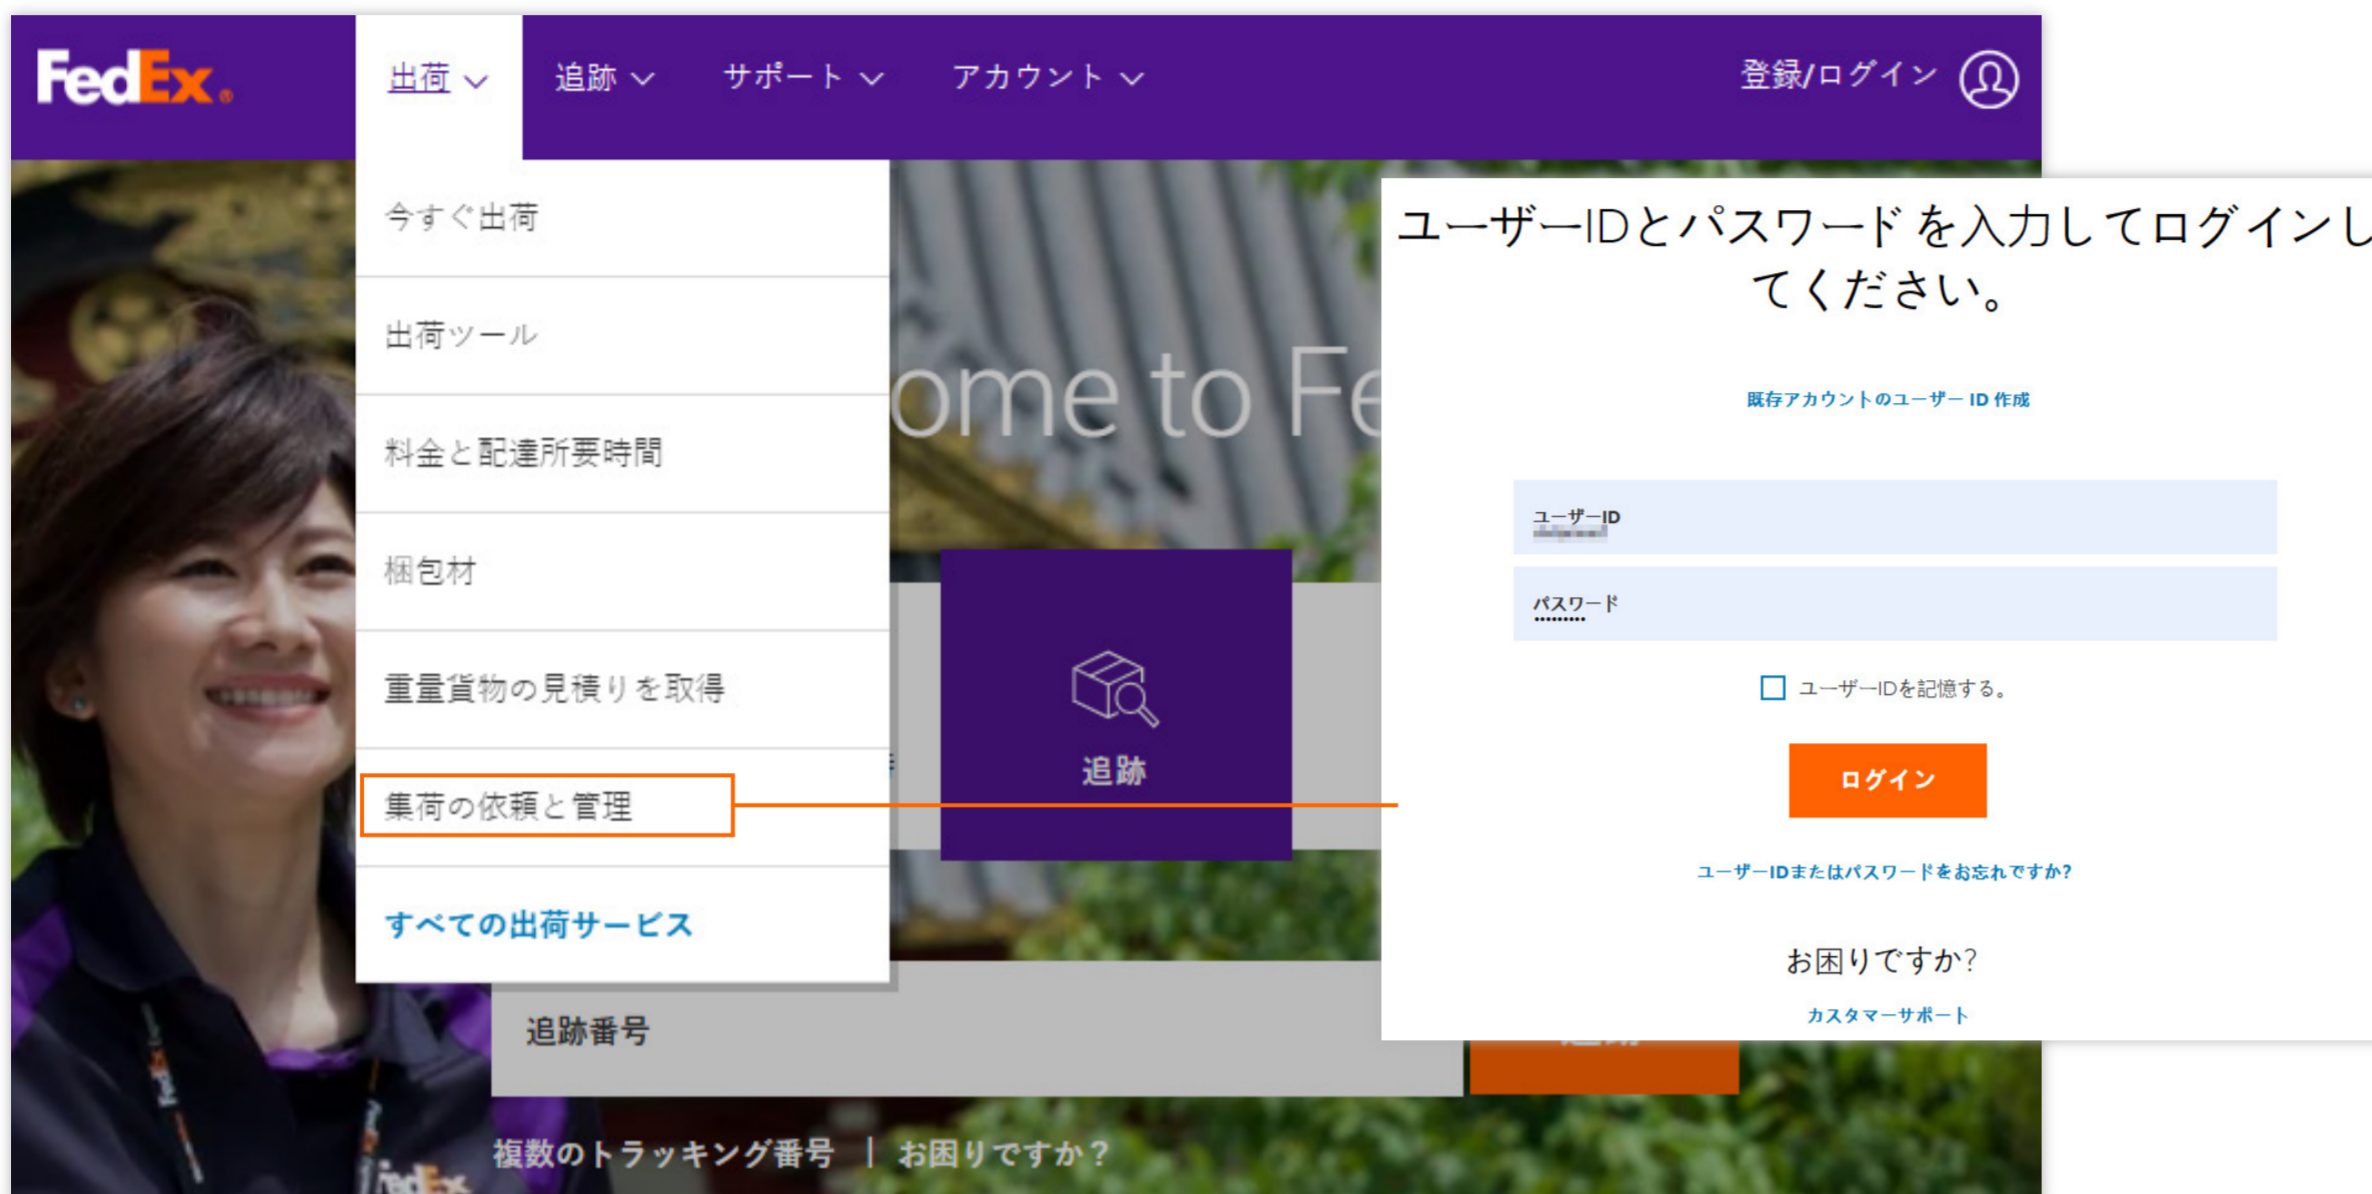 FedEx®
出荷
追跡
サポート
アカウント
登録/ログイン
今すぐ出荷
出荷ツール
料金と配達所要時間
梱包材
重量貨物の見積りを取得
集荷の依頼と管理
すべての出荷サービス
ome to Fe
追跡
追跡番号
複数のトラッキング番号 | お困りですか？
ユーザーIDとパスワードを入力してログインし
てください。
既存アカウントのユーザー ID 作成
ユーザーID
パスワード
ユーザーIDを記憶する。
ログイン
ユーザーIDまたはパスワードをお忘れですか?
お困りですか?
カスタマーサポート
FedEx